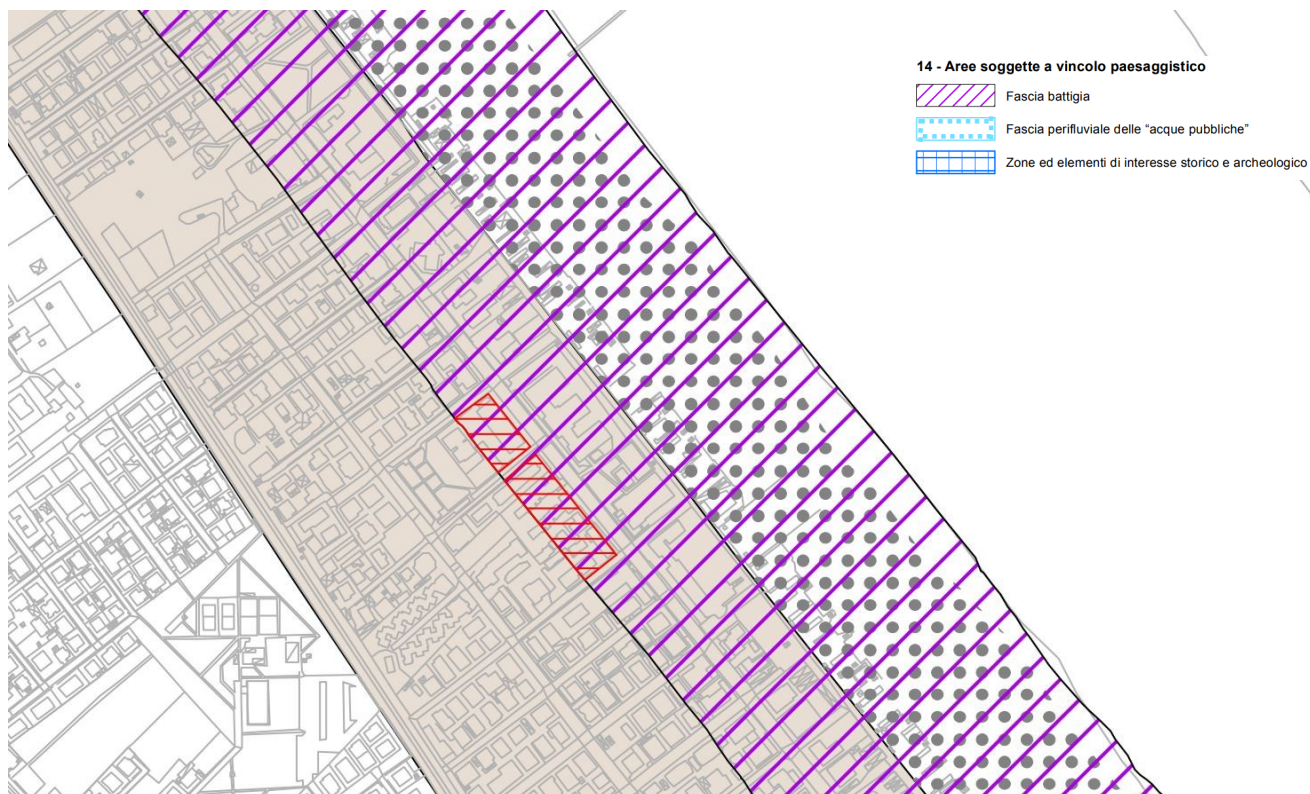 14 - Aree soggette a vincolo paesaggistico
Fascia battigia
Fascia perifluviale delle “acque pubbliche”
Zone ed elementi di interesse storico e archeologico